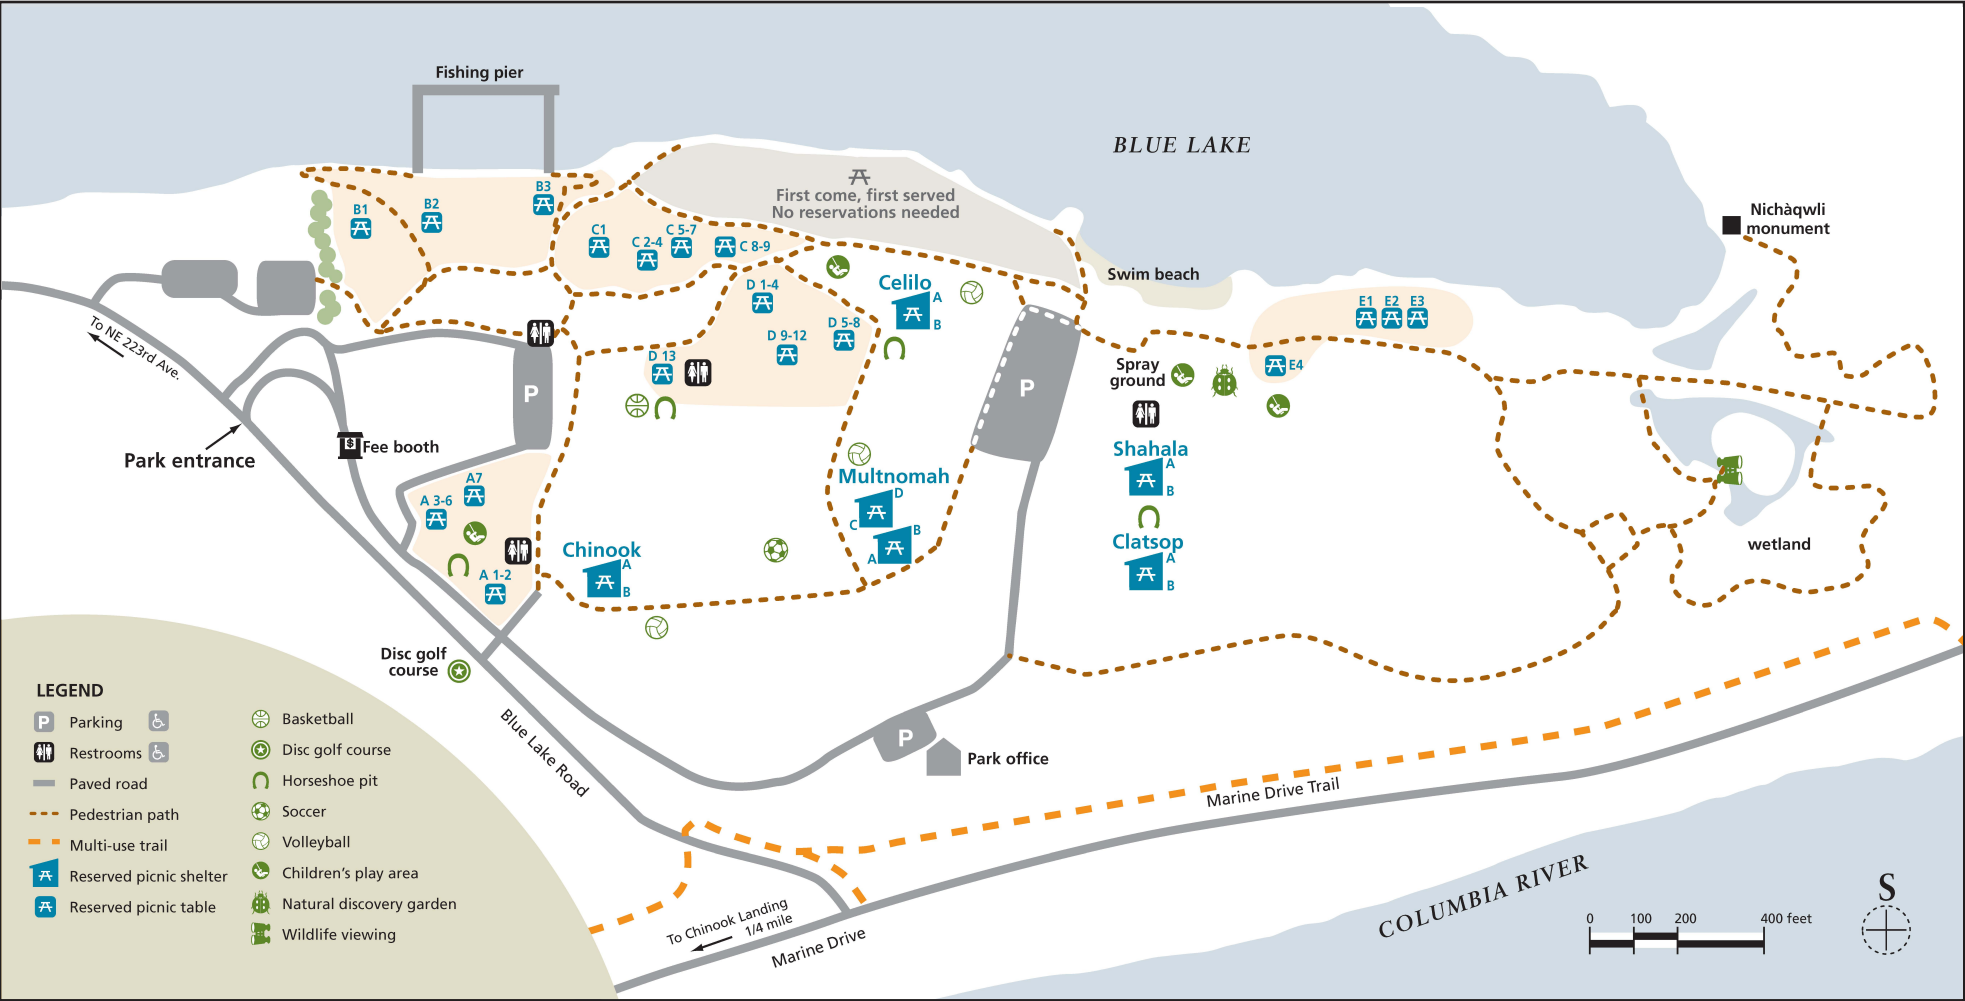 Fishing pier
BLUE LAKE
First come, first served
No reservations needed
B1
B2
B3
C1
C 2-4
C 5-7
C 8-9
Swim beach
Nichàqwli
monument
D 1-4
D 5-8
D 9-12
D 13
Celilo
A
B
E1 E2 E3
E4
To NE 223rd Ave.
P
P
Spray
ground
Park entrance
$
Fee booth
A7
A 3-6
A 1-2
Multnomah
D
C
B
A
Shahala
A
B
Clatsop
A
B
Chinook
A
B
wetland
Disc golf
course
Blue Lake Road
P
Park office
Marine Drive Trail
To Chinook Landing
1/4 mile
Marine Drive
COLUMBIA RIVER
S
0 100 200 400 feet
LEGEND
P Parking
Restrooms
Paved road
Pedestrian path
Multi-use trail
Reserved picnic shelter
Reserved picnic table
Basketball
Disc golf course
Horseshoe pit
Soccer
Volleyball
Children's play area
Natural discovery garden
Wildlife viewing